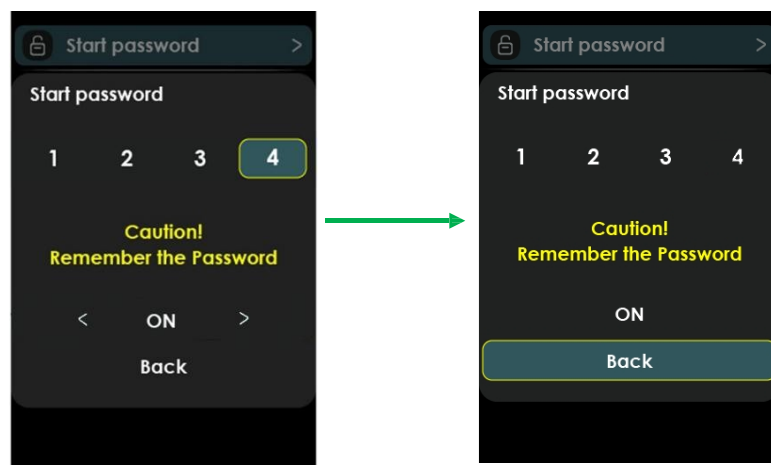 Start password >
Start password
1 2 3 4
Caution!
Remember the Password
< ON >
Back
Start password >
Start password
1 2 3 4
Caution!
Remember the Password
ON
Back